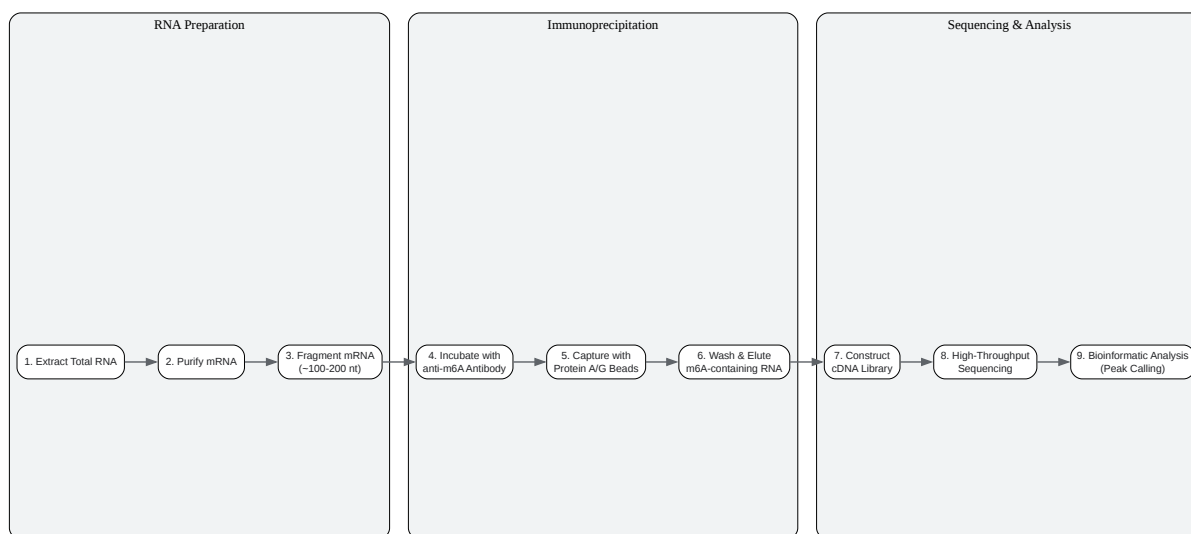 RNA Preparation
Immunoprecipitation
Sequencing & Analysis
1. Extract Total RNA
2. Purify mRNA
3. Fragment mRNA
(~100-200 nt)
4. Incubate with
anti-m6A Antibody
5. Capture with
Protein A/G Beads
6. Wash & Elute
m6A-containing RNA
7. Construct
cDNA Library
8. High-Throughput
Sequencing
9. Bioinformatic Analysis
(Peak Calling)